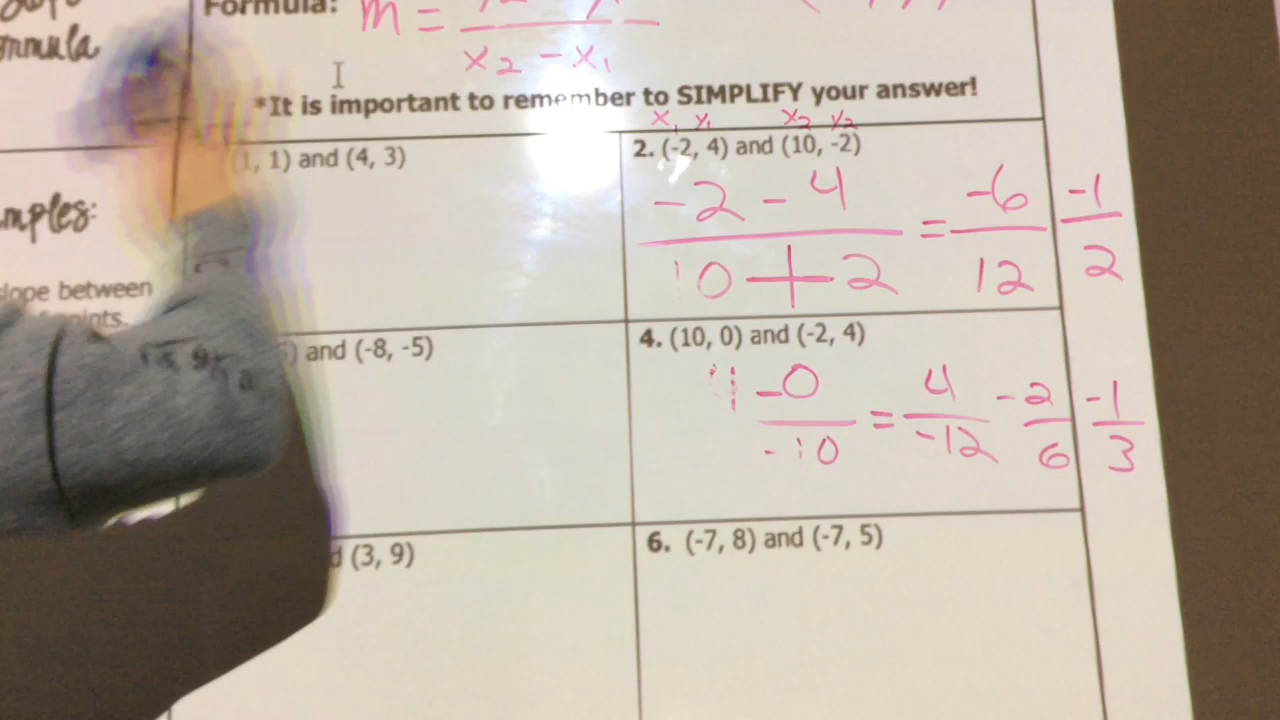 Formula: m =
x₂ - x₁
*It is important to remember to SIMPLIFY your answer!
x₁ y₁ x₂ y₂
(1, 1) and (4, 3)
2. (-2, 4) and (10, -2)
-2 - 4
10 + 2
= -6
12
-1
2
lope between
) and (-8, -5)
4. (10, 0) and (-2, 4)
4 - 0
-10
= 4
-12
-2
6
-1
3
(3, 9)
6. (-7, 8) and (-7, 5)